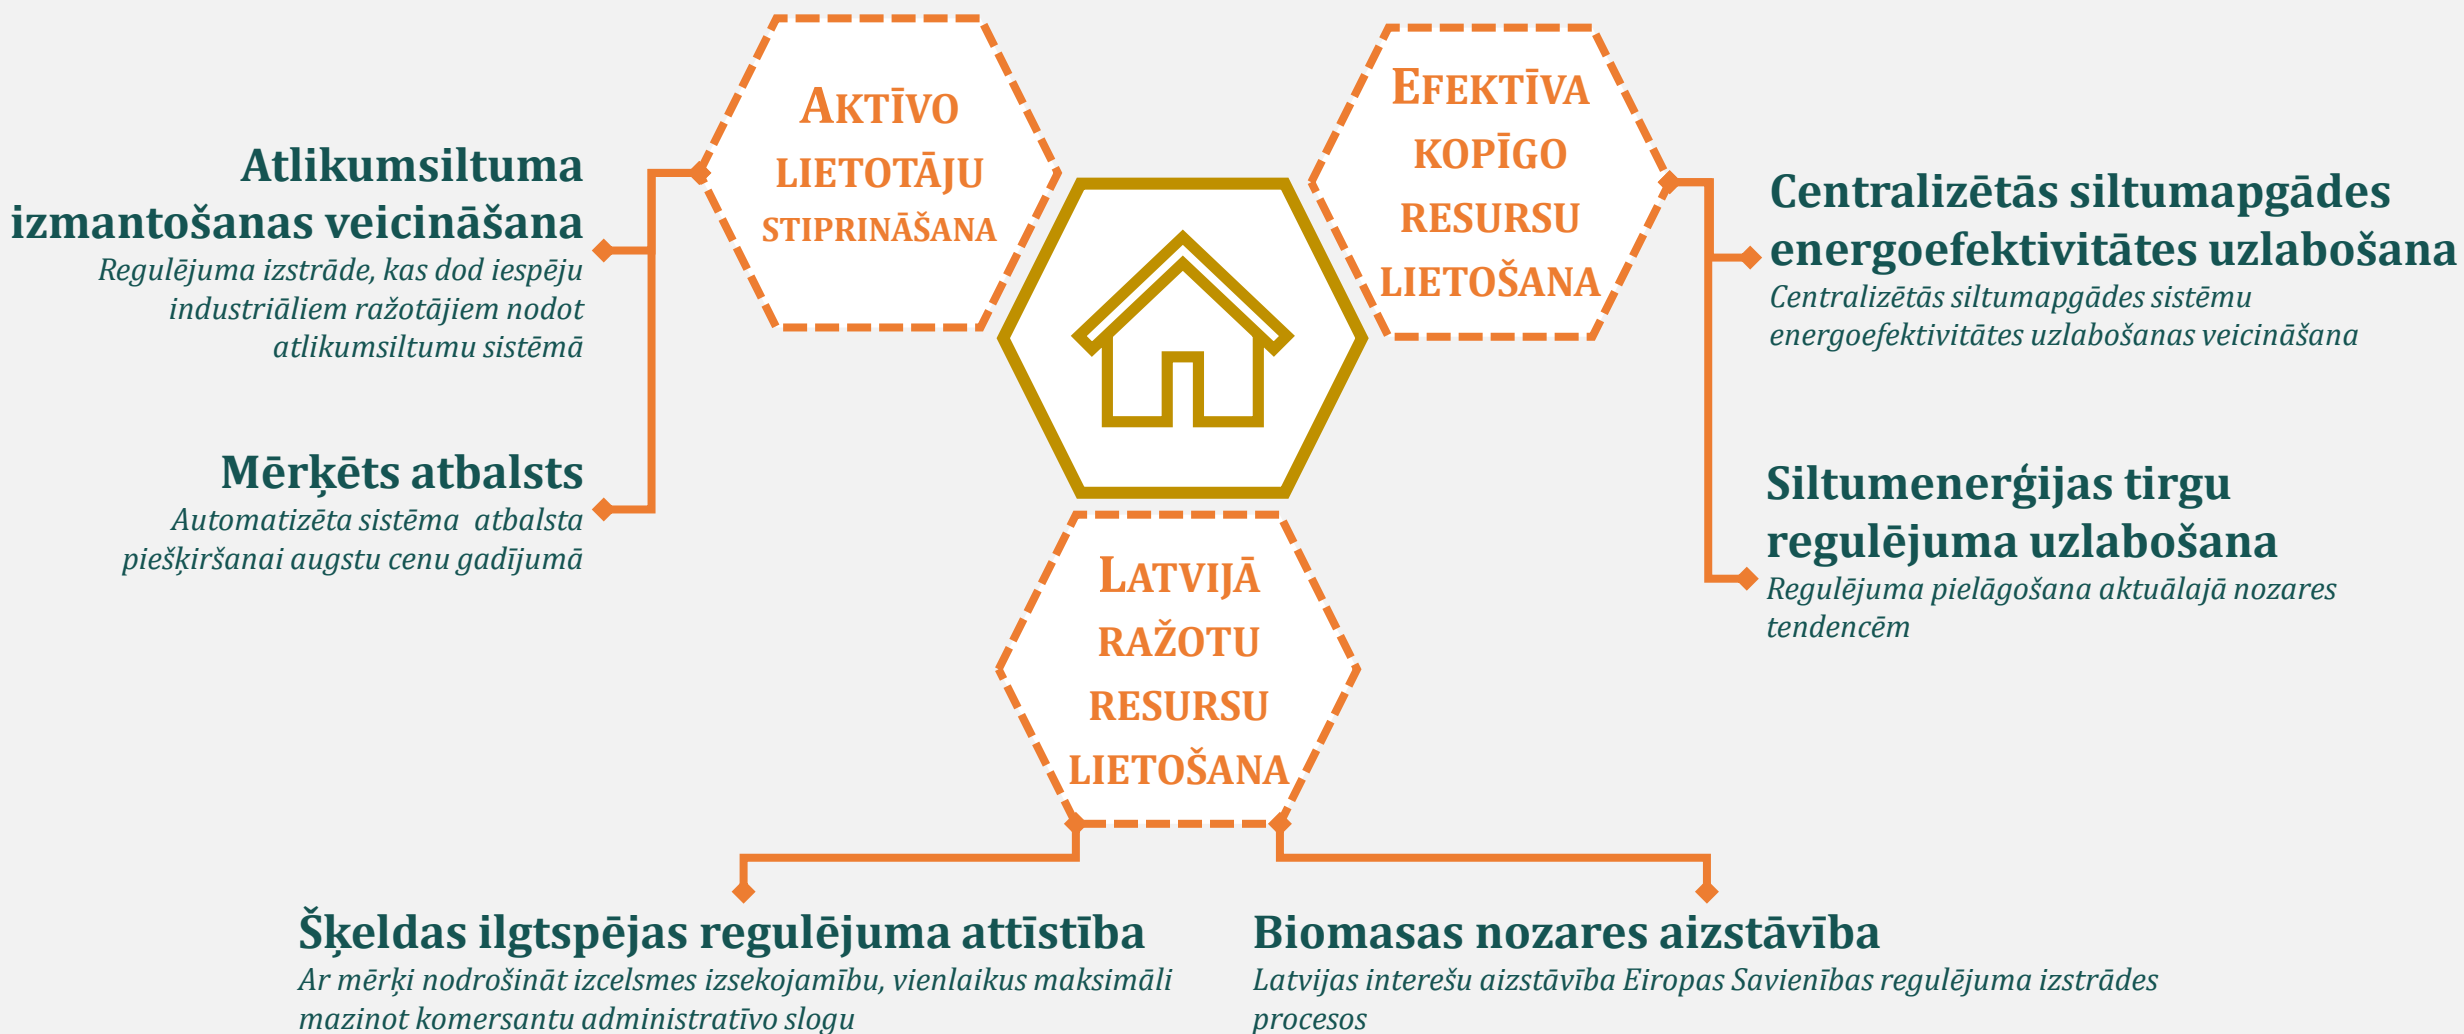 AKTĪVO
LIETOTĀJU
STIPRINĀŠANA
Atlikumsiltuma
izmantošanas veicināšana
Regulējuma izstrāde, kas dod iespēju
industriāliem ražotājiem nodot
atlikumsiltumu sistēmā
Mērķēts atbalsts
Automatizēta sistēma  atbalsta
piešķiršanai augstu cenu gadījumā
EFEKTĪVA
KOPĪGO
RESURSU
LIETOŠANA
Centralizētās siltumapgādes
energoefektivitātes uzlabošana
Centralizētās siltumapgādes sistēmu
energoefektivitātes uzlabošanas veicināšana
Siltumenerģijas tirgu
regulējuma uzlabošana
Regulējuma pielāgošana aktuālajā nozares
tendencēm
LATVIJĀ
RAŽOTU
RESURSU
LIETOŠANA
Šķeldas ilgtspējas regulējuma attīstība
Ar mērķi nodrošināt izcelsmes izsekojamību, vienlaikus maksimāli
mazinot komersantu administratīvo slogu
Biomasas nozares aizstāvība
Latvijas interešu aizstāvība Eiropas Savienības regulējuma izstrādes
procesos